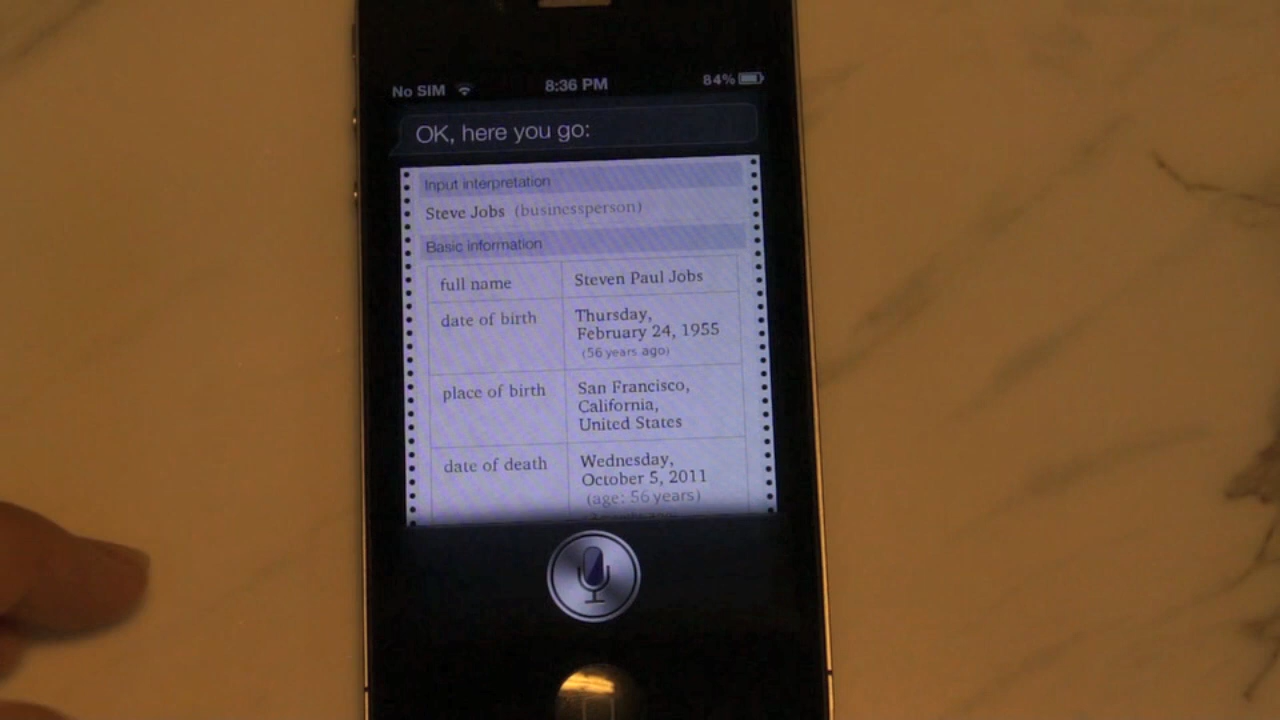 No SIM 8:36 PM 84%
OK, here you go:
Input interpretation
Steve Jobs (businessperson)
Basic information
full name Steven Paul Jobs
date of birth Thursday,
February 24, 1955
(56 years ago)
place of birth San Francisco,
California,
United States
date of death Wednesday,
October 5, 2011
(age: 56 years)